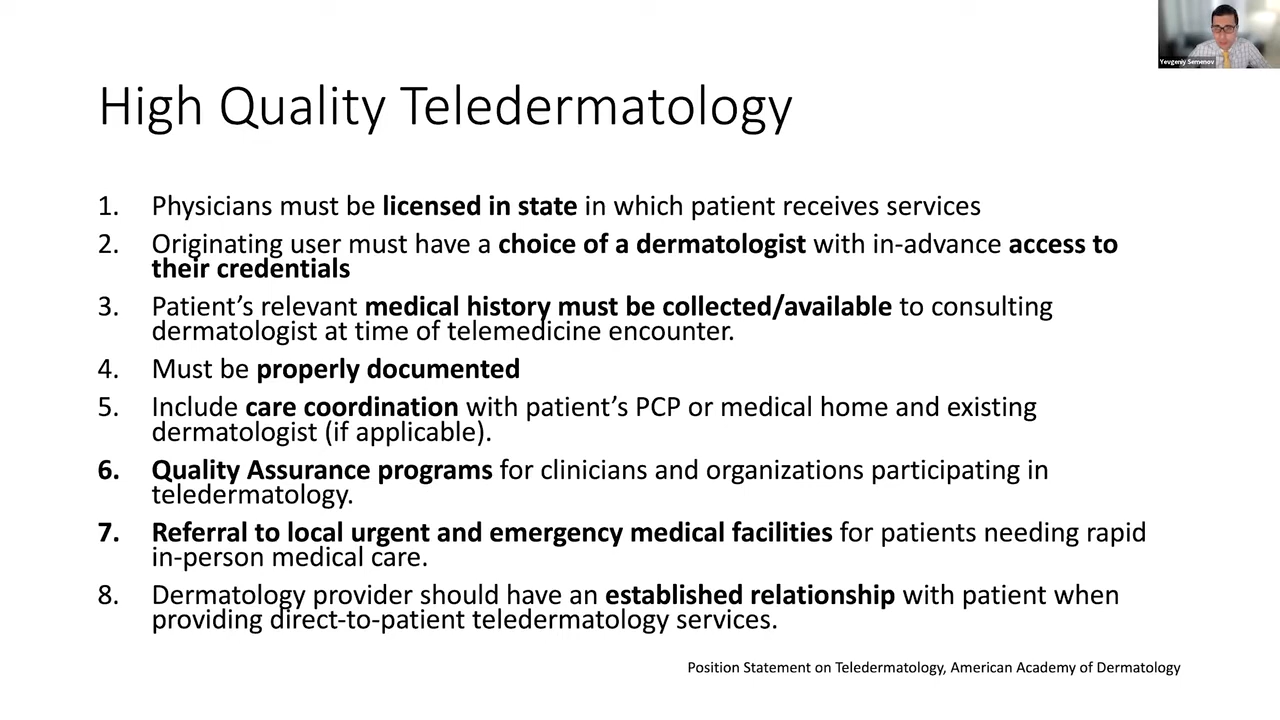 Yevgeniy Semenov
High Quality Teledermatology
1. Physicians must be licensed in state in which patient receives services
2. Originating user must have a choice of a dermatologist with in-advance access to
their credentials
3. Patient’s relevant medical history must be collected/available to consulting
dermatologist at time of telemedicine encounter.
4. Must be properly documented
5. Include care coordination with patient’s PCP or medical home and existing
dermatologist (if applicable).
6. Quality Assurance programs for clinicians and organizations participating in
teledermatology.
7. Referral to local urgent and emergency medical facilities for patients needing rapid
in-person medical care.
8. Dermatology provider should have an established relationship with patient when
providing direct-to-patient teledermatology services.
Position Statement on Teledermatology, American Academy of Dermatology